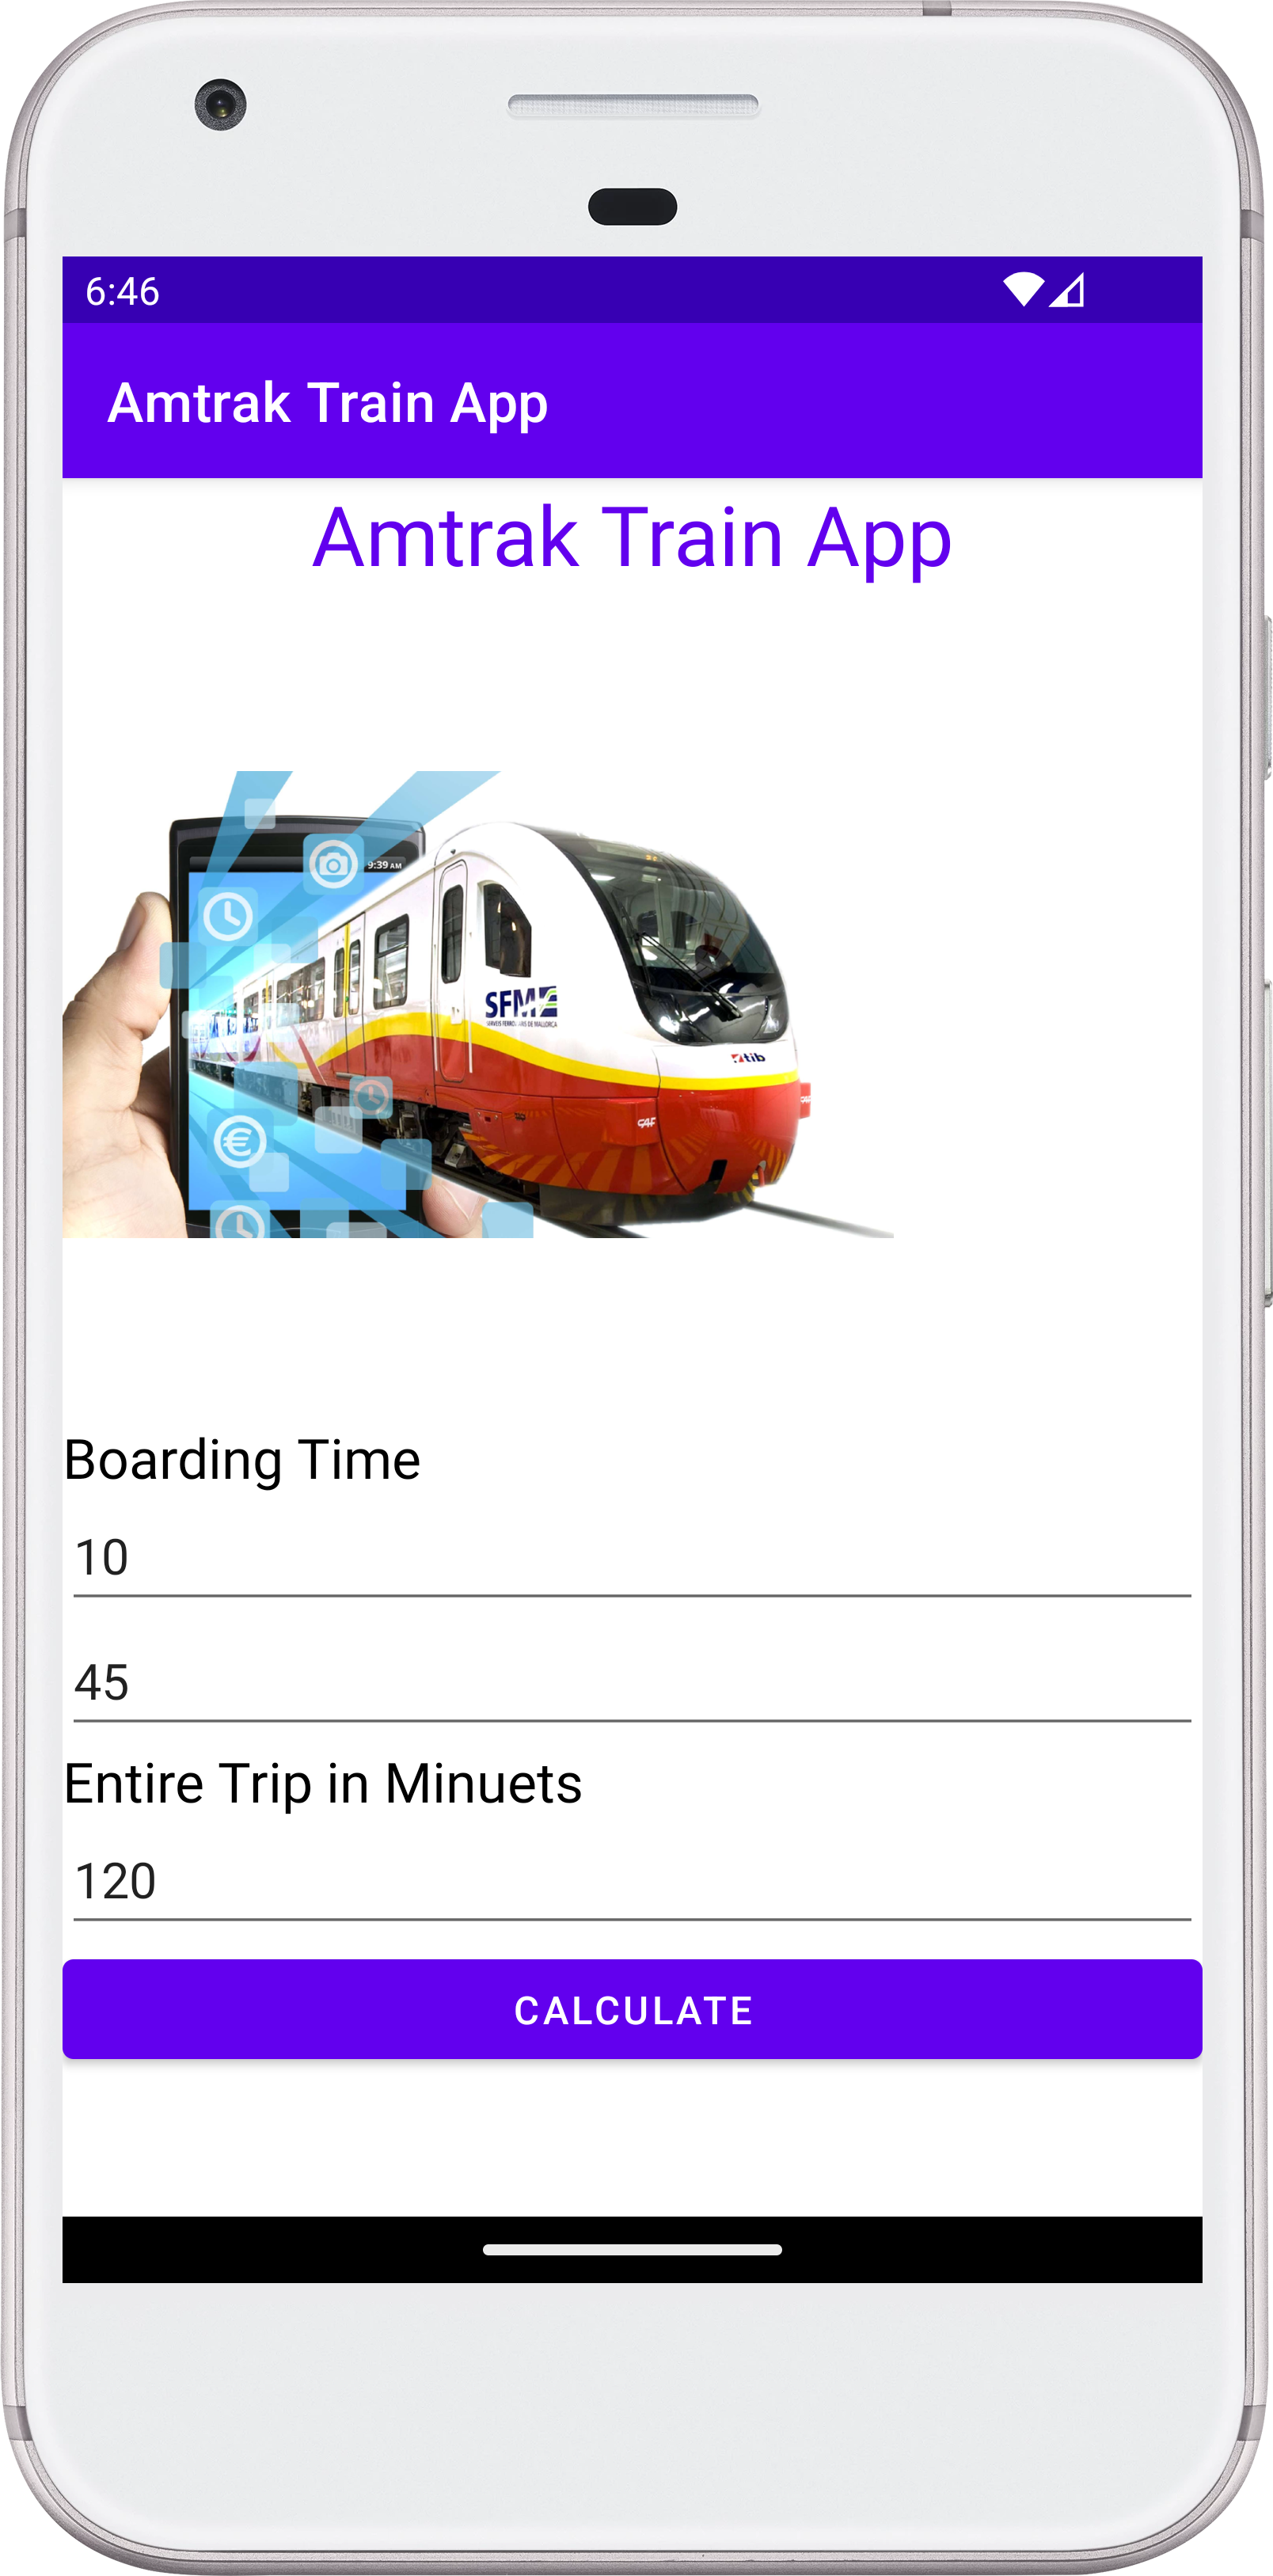 6:46
Amtrak Train App
Amtrak Train App
9:39 AM
SFM
SERVEIS FERROVIARIS DE MALLORCA
tib
CAF
€
Boarding Time
10
45
Entire Trip in Minuets
120
CALCULATE